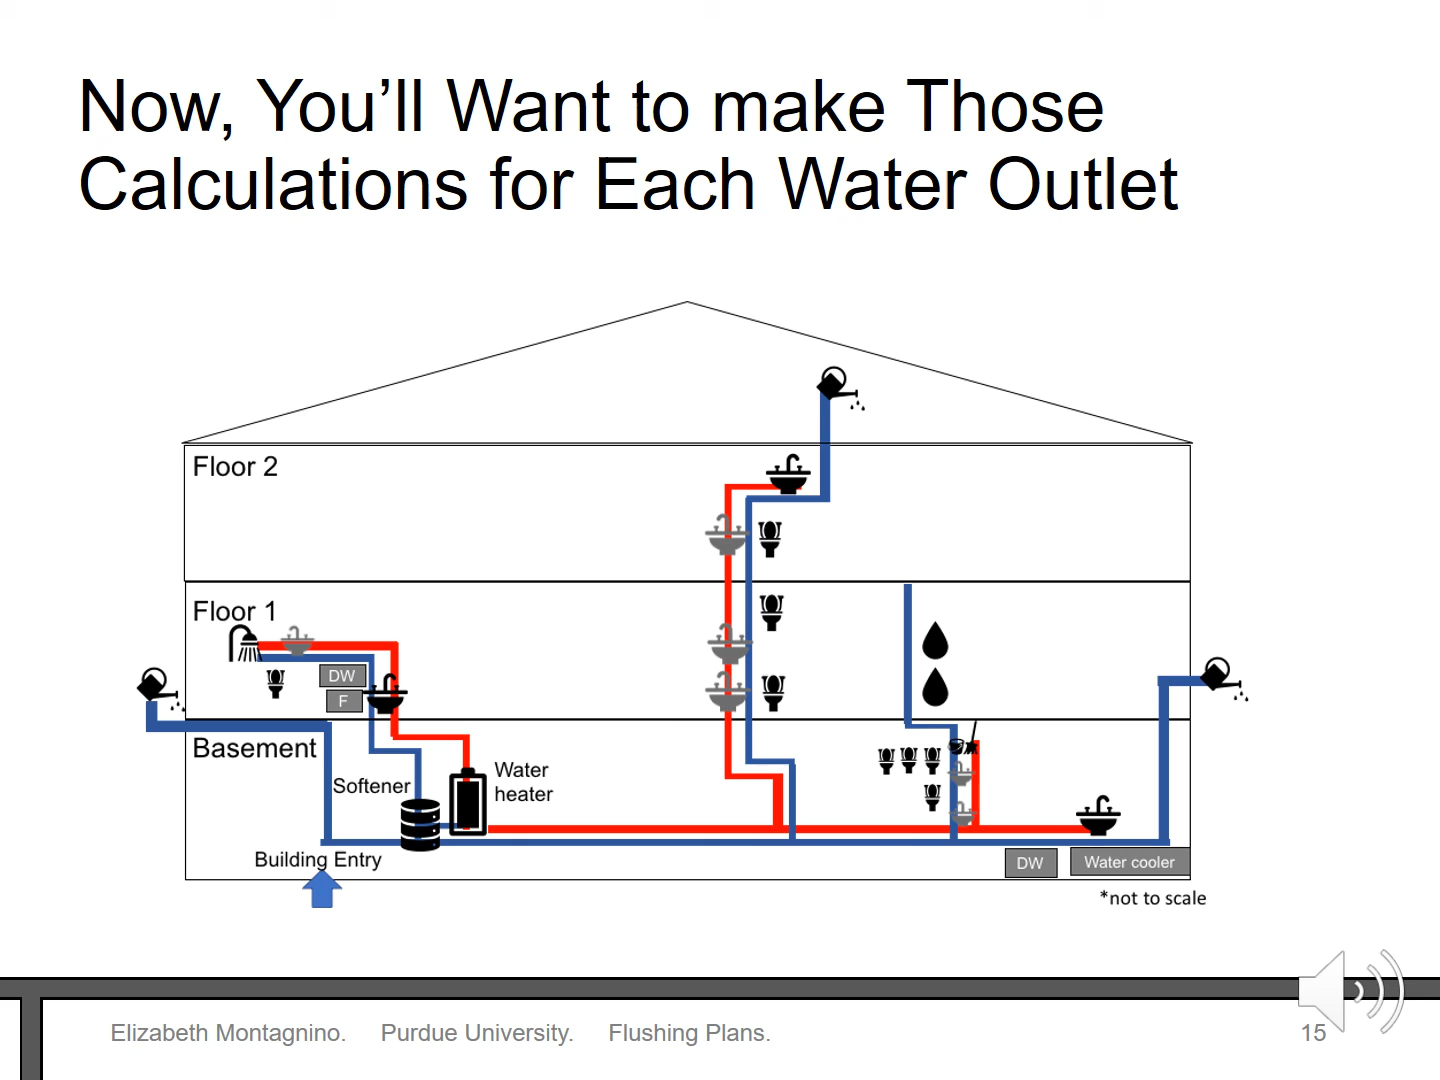 Now, You’ll Want to make Those
Calculations for Each Water Outlet
Floor 2
Floor 1
DW
F
Basement
Softener
Water
heater
Building Entry
DW
Water cooler
*not to scale
Elizabeth Montagnino. Purdue University. Flushing Plans.
15